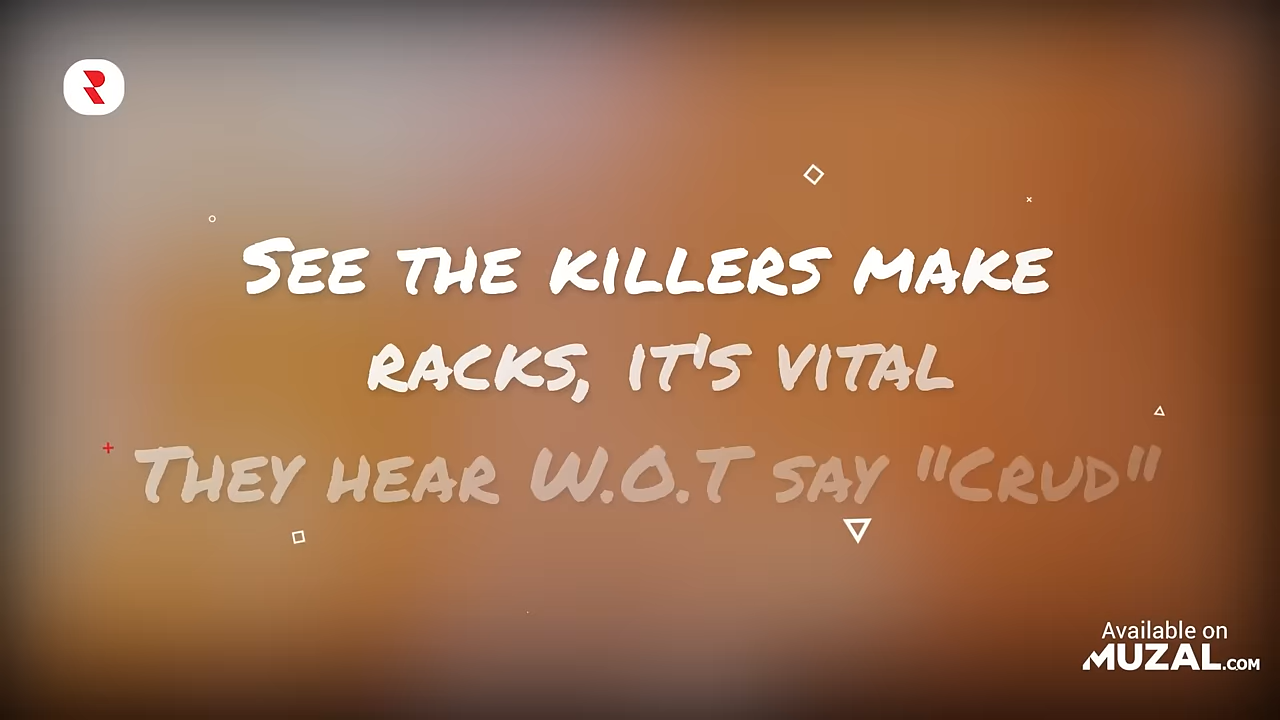 See the killers make
racks, it's vital
They hear W.O.T say "Crud"
Available on
MUZAL.COM